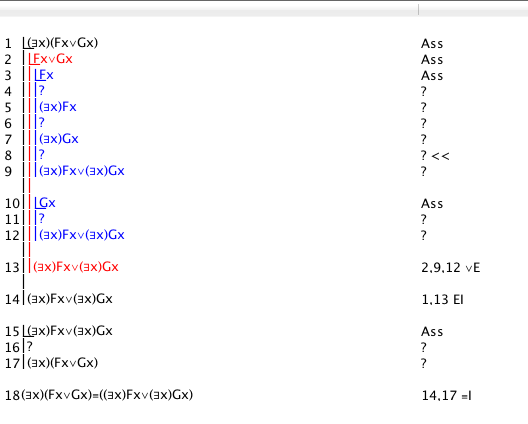 1 (∃x)(Fx∨Gx) Ass
2 Fx∨Gx Ass
3 Fx Ass
4 ? ?
5 (∃x)Fx ?
6 ? ?
7 (∃x)Gx ?
8 ? ? <<
9 (∃x)Fx∨(∃x)Gx ?
10 Gx Ass
11 ? ?
12 (∃x)Fx∨(∃x)Gx ?
13 (∃x)Fx∨(∃x)Gx 2,9,12 ∨E
14 (∃x)Fx∨(∃x)Gx 1,13 EI
15 (∃x)Fx∨(∃x)Gx Ass
16 ? ?
17 (∃x)(Fx∨Gx) ?
18 (∃x)(Fx∨Gx)≡((∃x)Fx∨(∃x)Gx) 14,17 ≡I